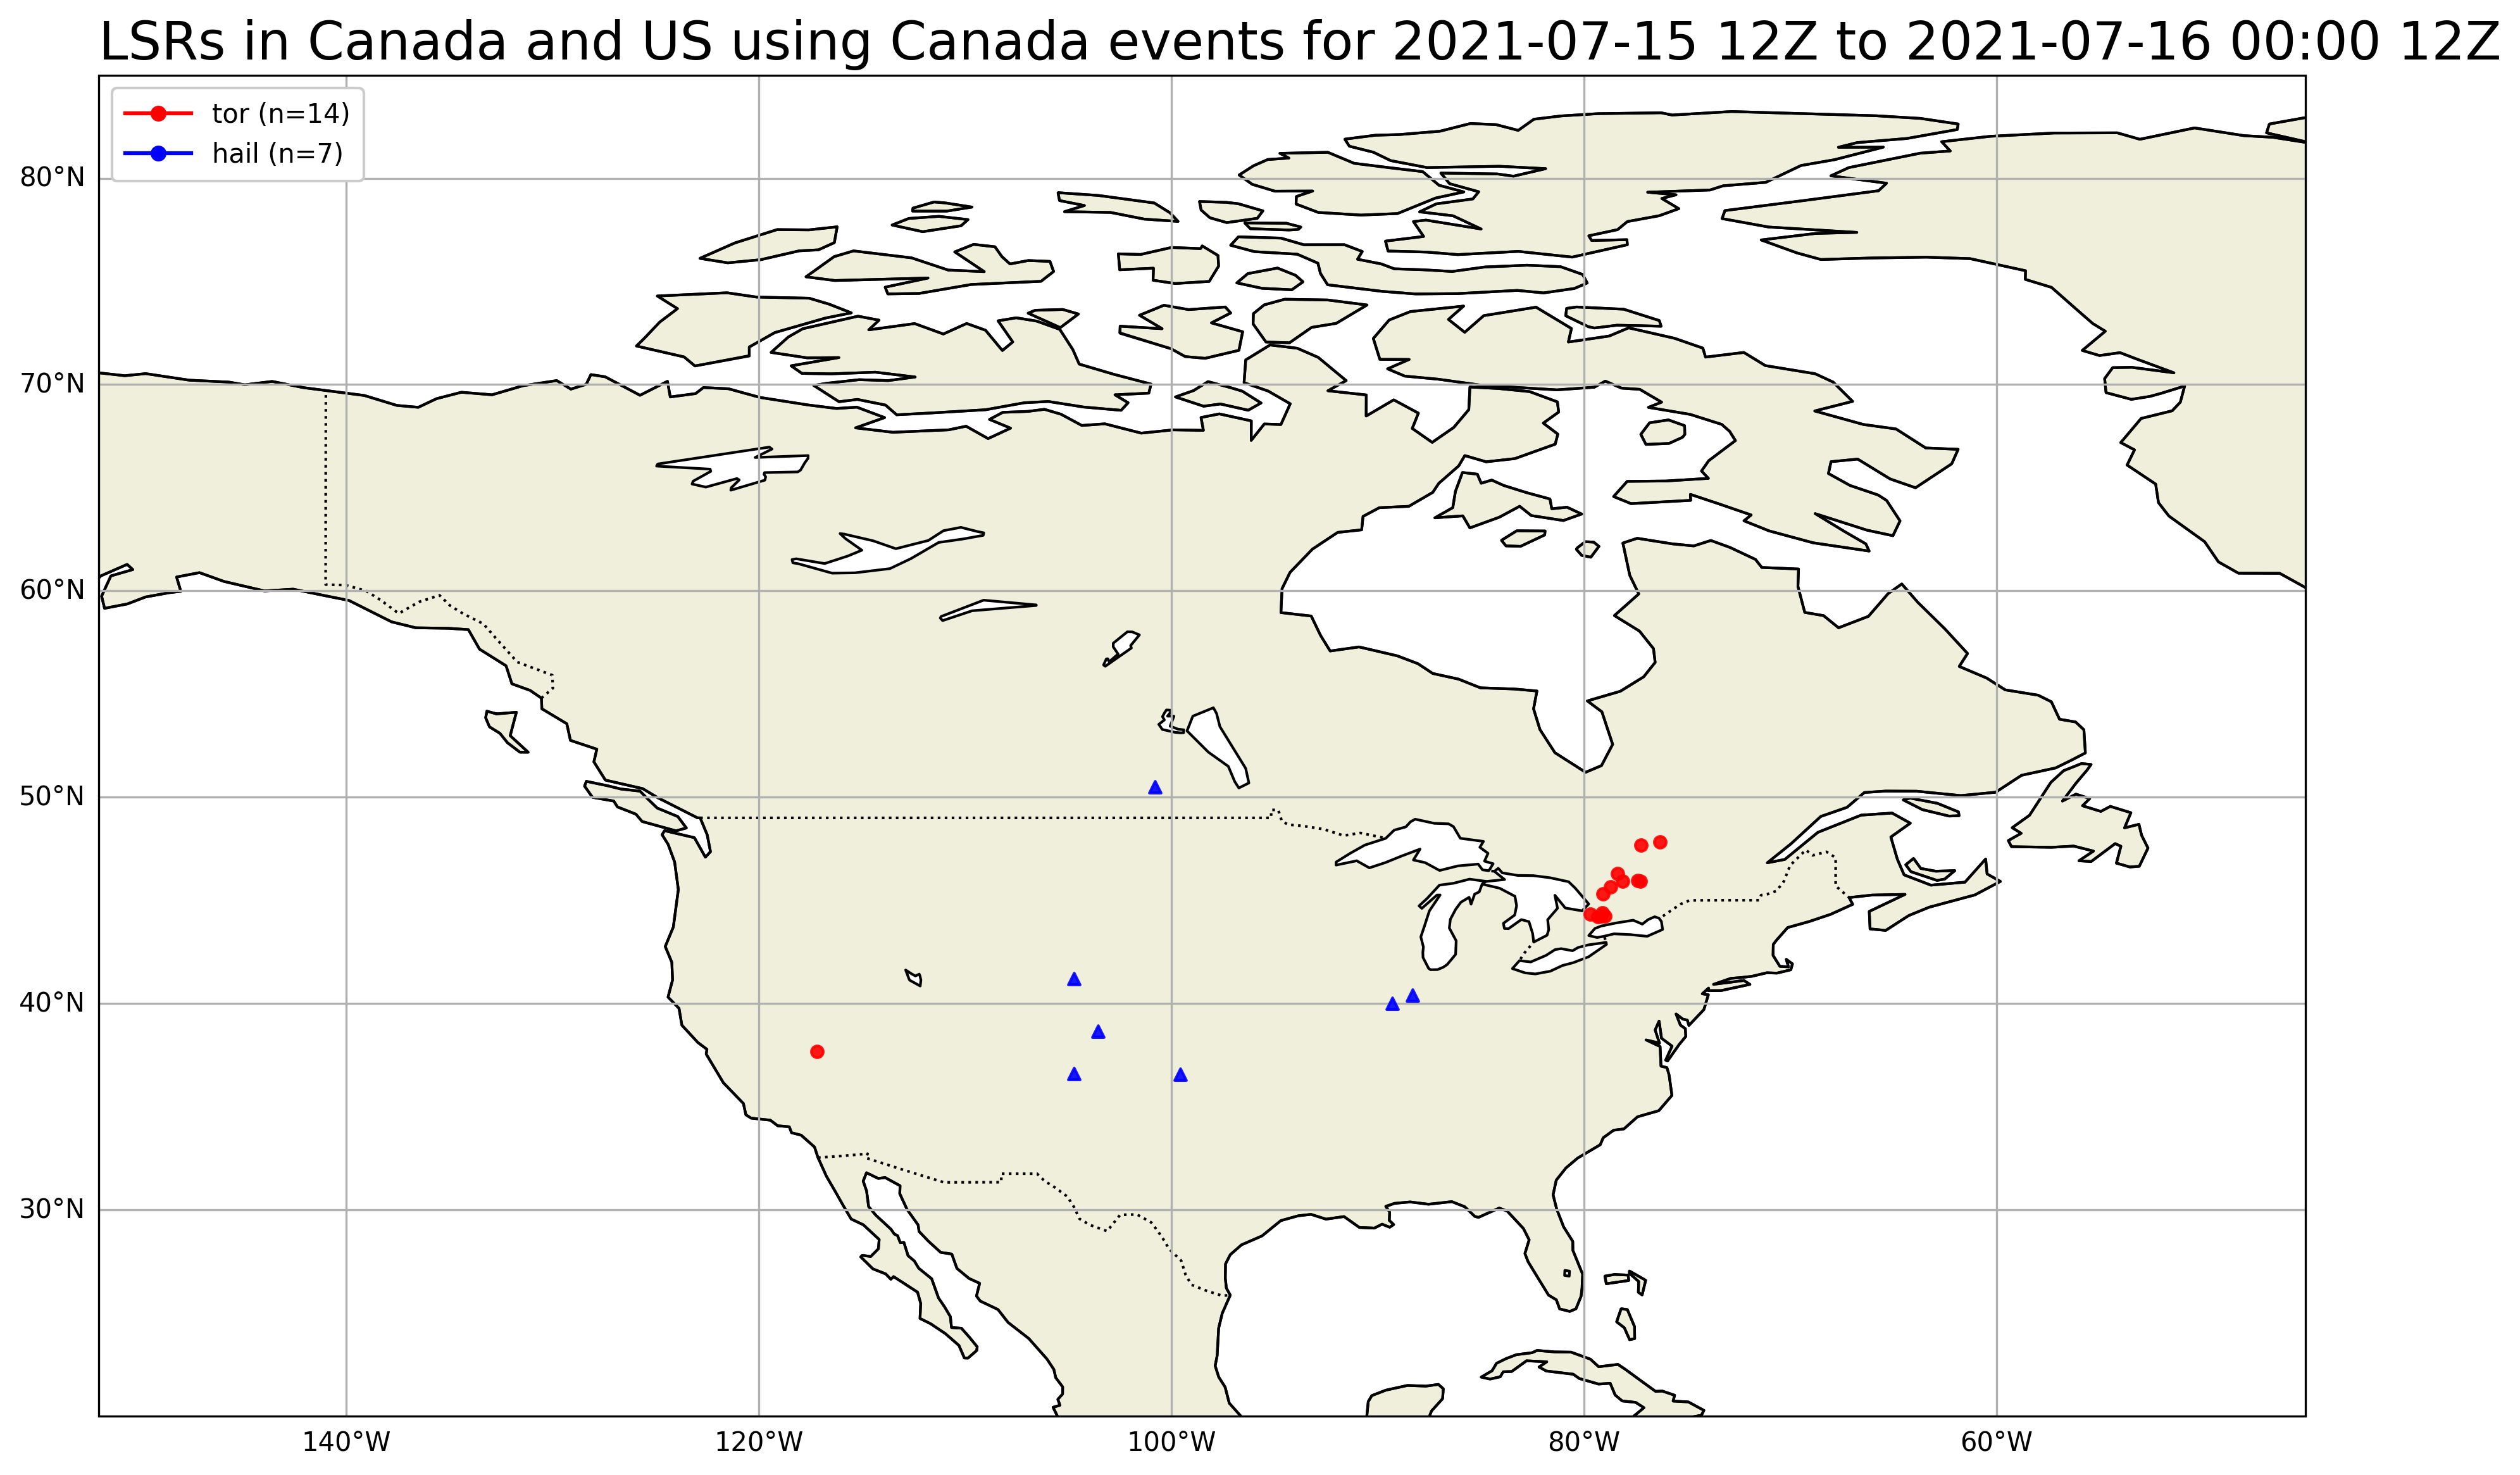 LSRs in Canada and US using Canada events for 2021-07-15 12Z to 2021-07-16 00:00 12Z
tor (n=14)
hail (n=7)
80°N
70°N
60°N
50°N
40°N
30°N
140°W
120°W
100°W
80°W
60°W